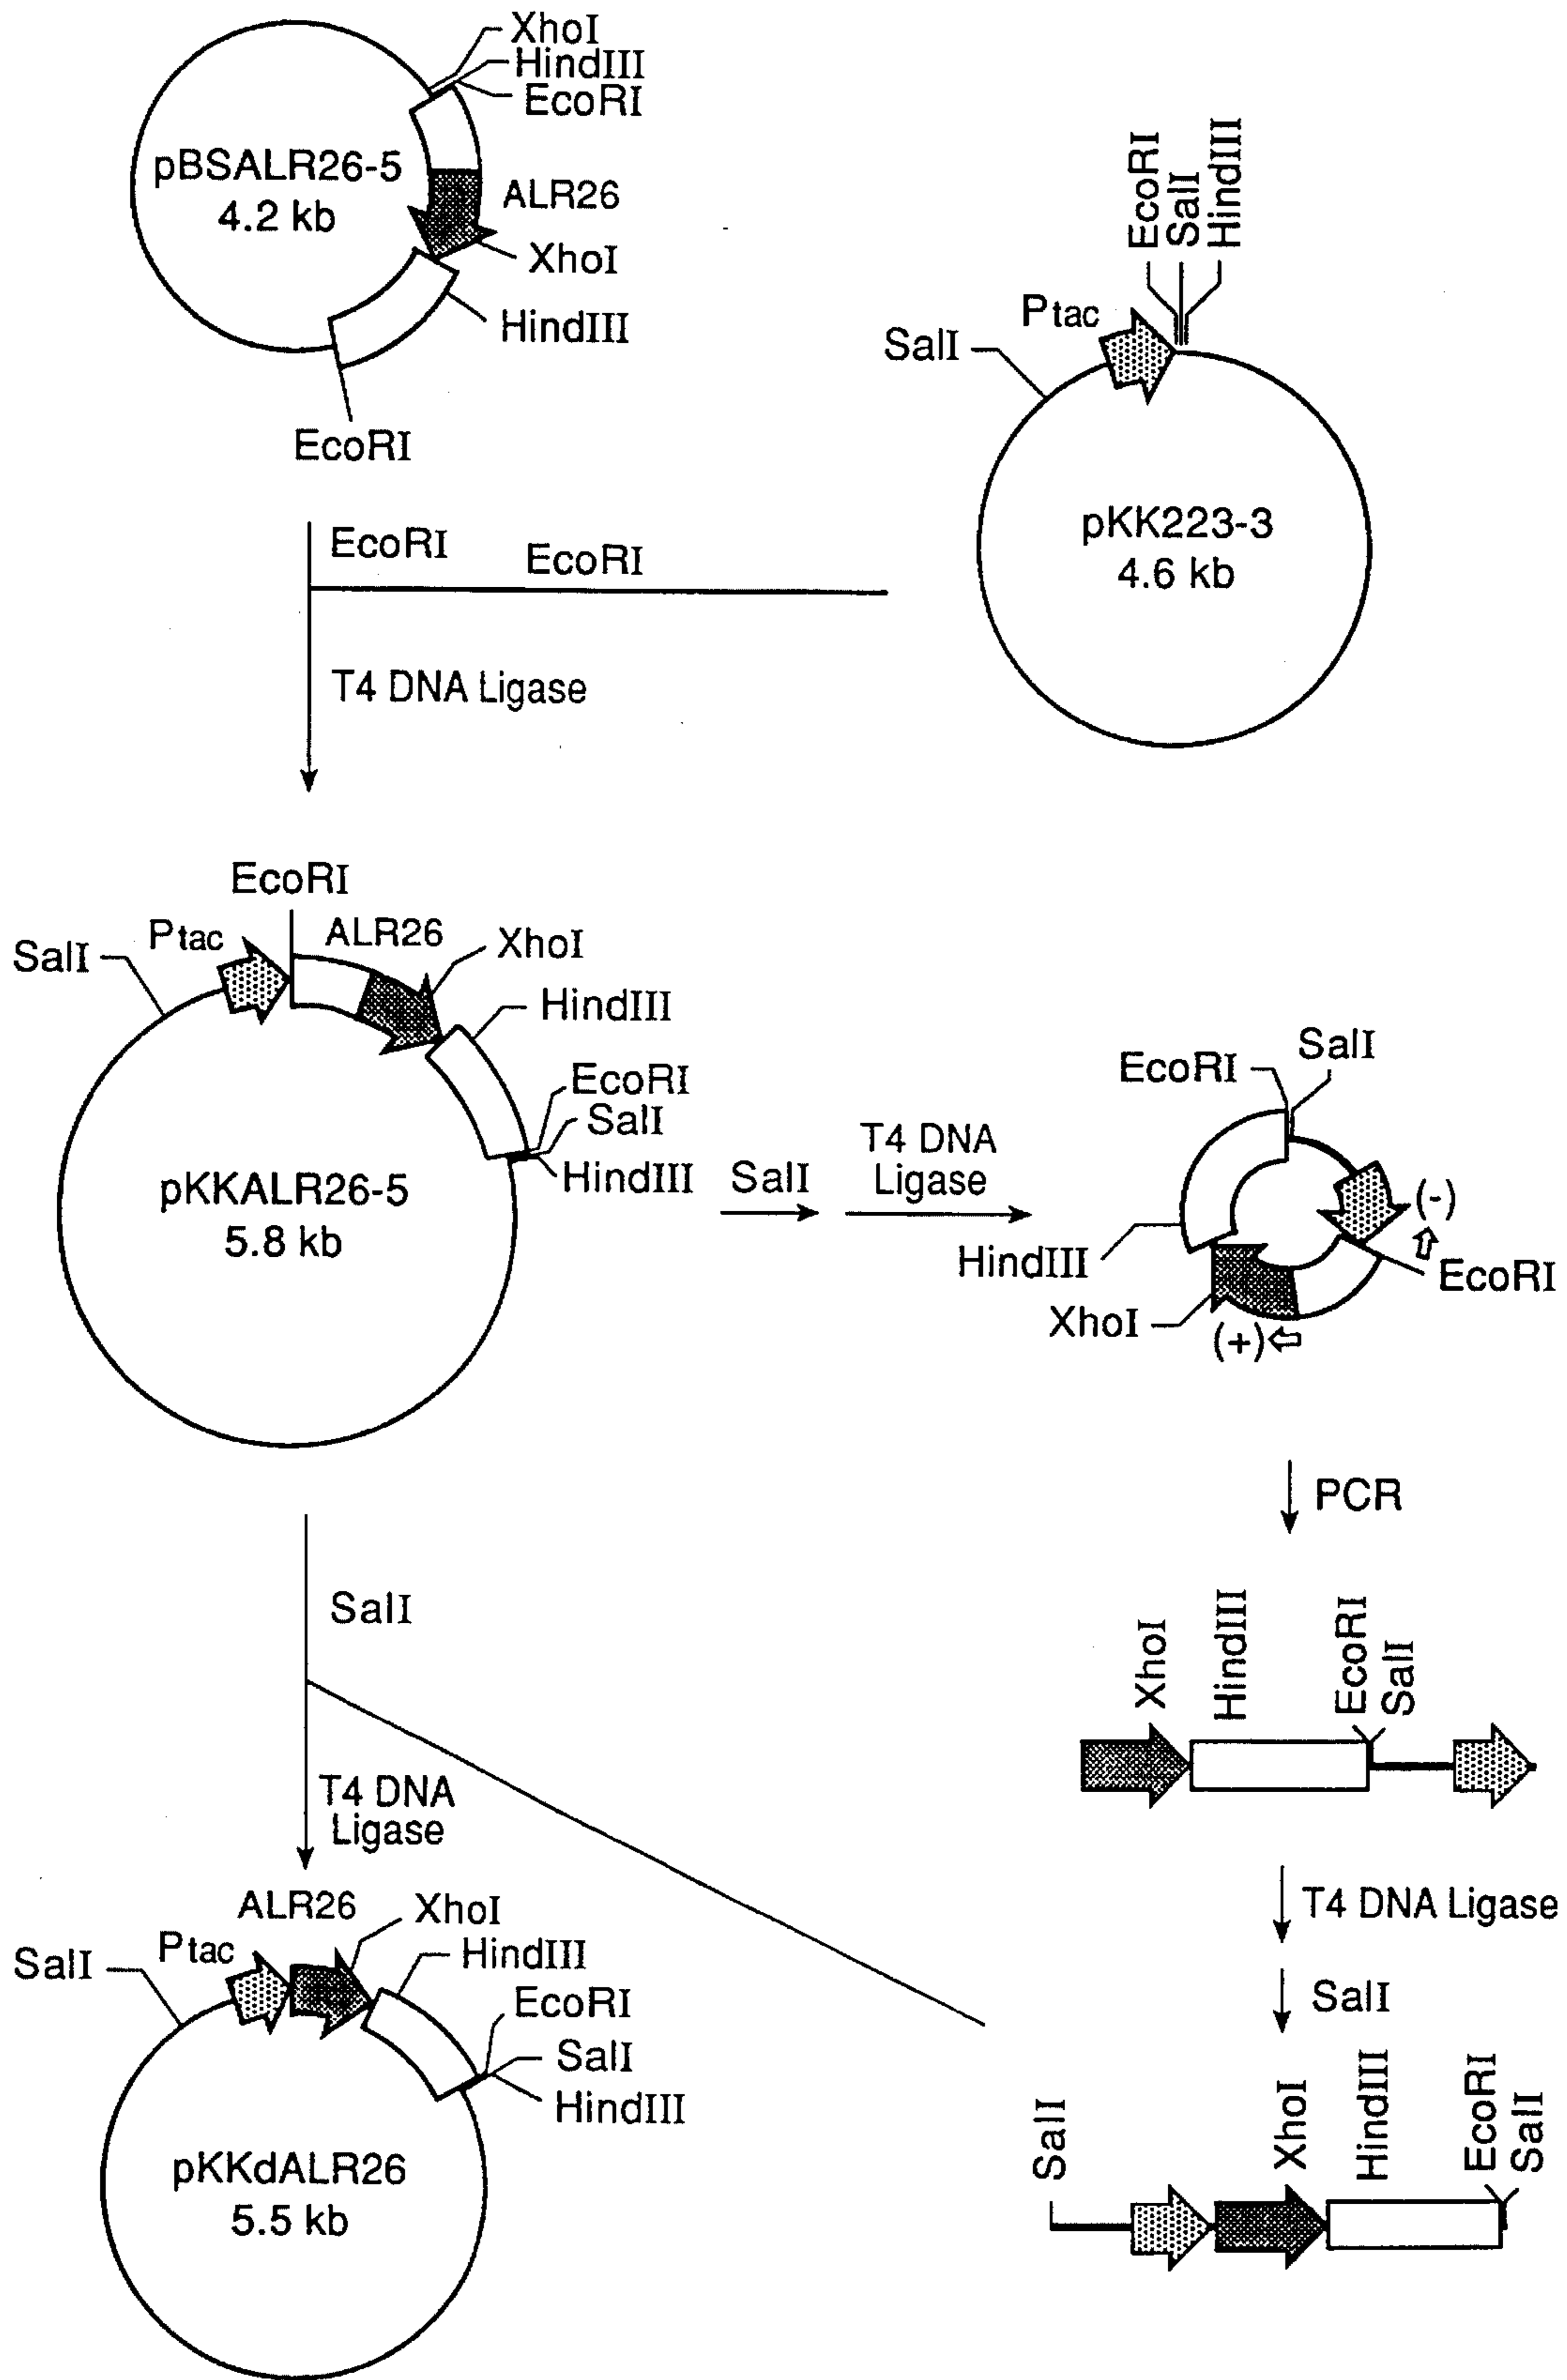 XhoI
HindIII
EcoRI
pBSALR26-5
4.2 kb
ALR26
XhoI
HindIII
EcoRI
EcoRI
SalI
HindIII
Ptac
SalI
pKK223-3
4.6 kb
EcoRI
EcoRI
T4 DNA Ligase
EcoRI
Ptac
ALR26
XhoI
SalI
HindIII
EcoRI
SalI
HindIII
pKKALR26-5
5.8 kb
SalI
T4 DNA
Ligase
EcoRI
SalI
(-)
HindIII
EcoRI
XhoI
(+)
PCR
XhoI
HindIII
EcoRI
SalI
T4 DNA Ligase
SalI
SalI
XhoI
HindIII
EcoRI
SalI
SalI
T4 DNA
Ligase
ALR26
XhoI
Ptac
HindIII
SalI
EcoRI
SalI
HindIII
pKKdALR26
5.5 kb